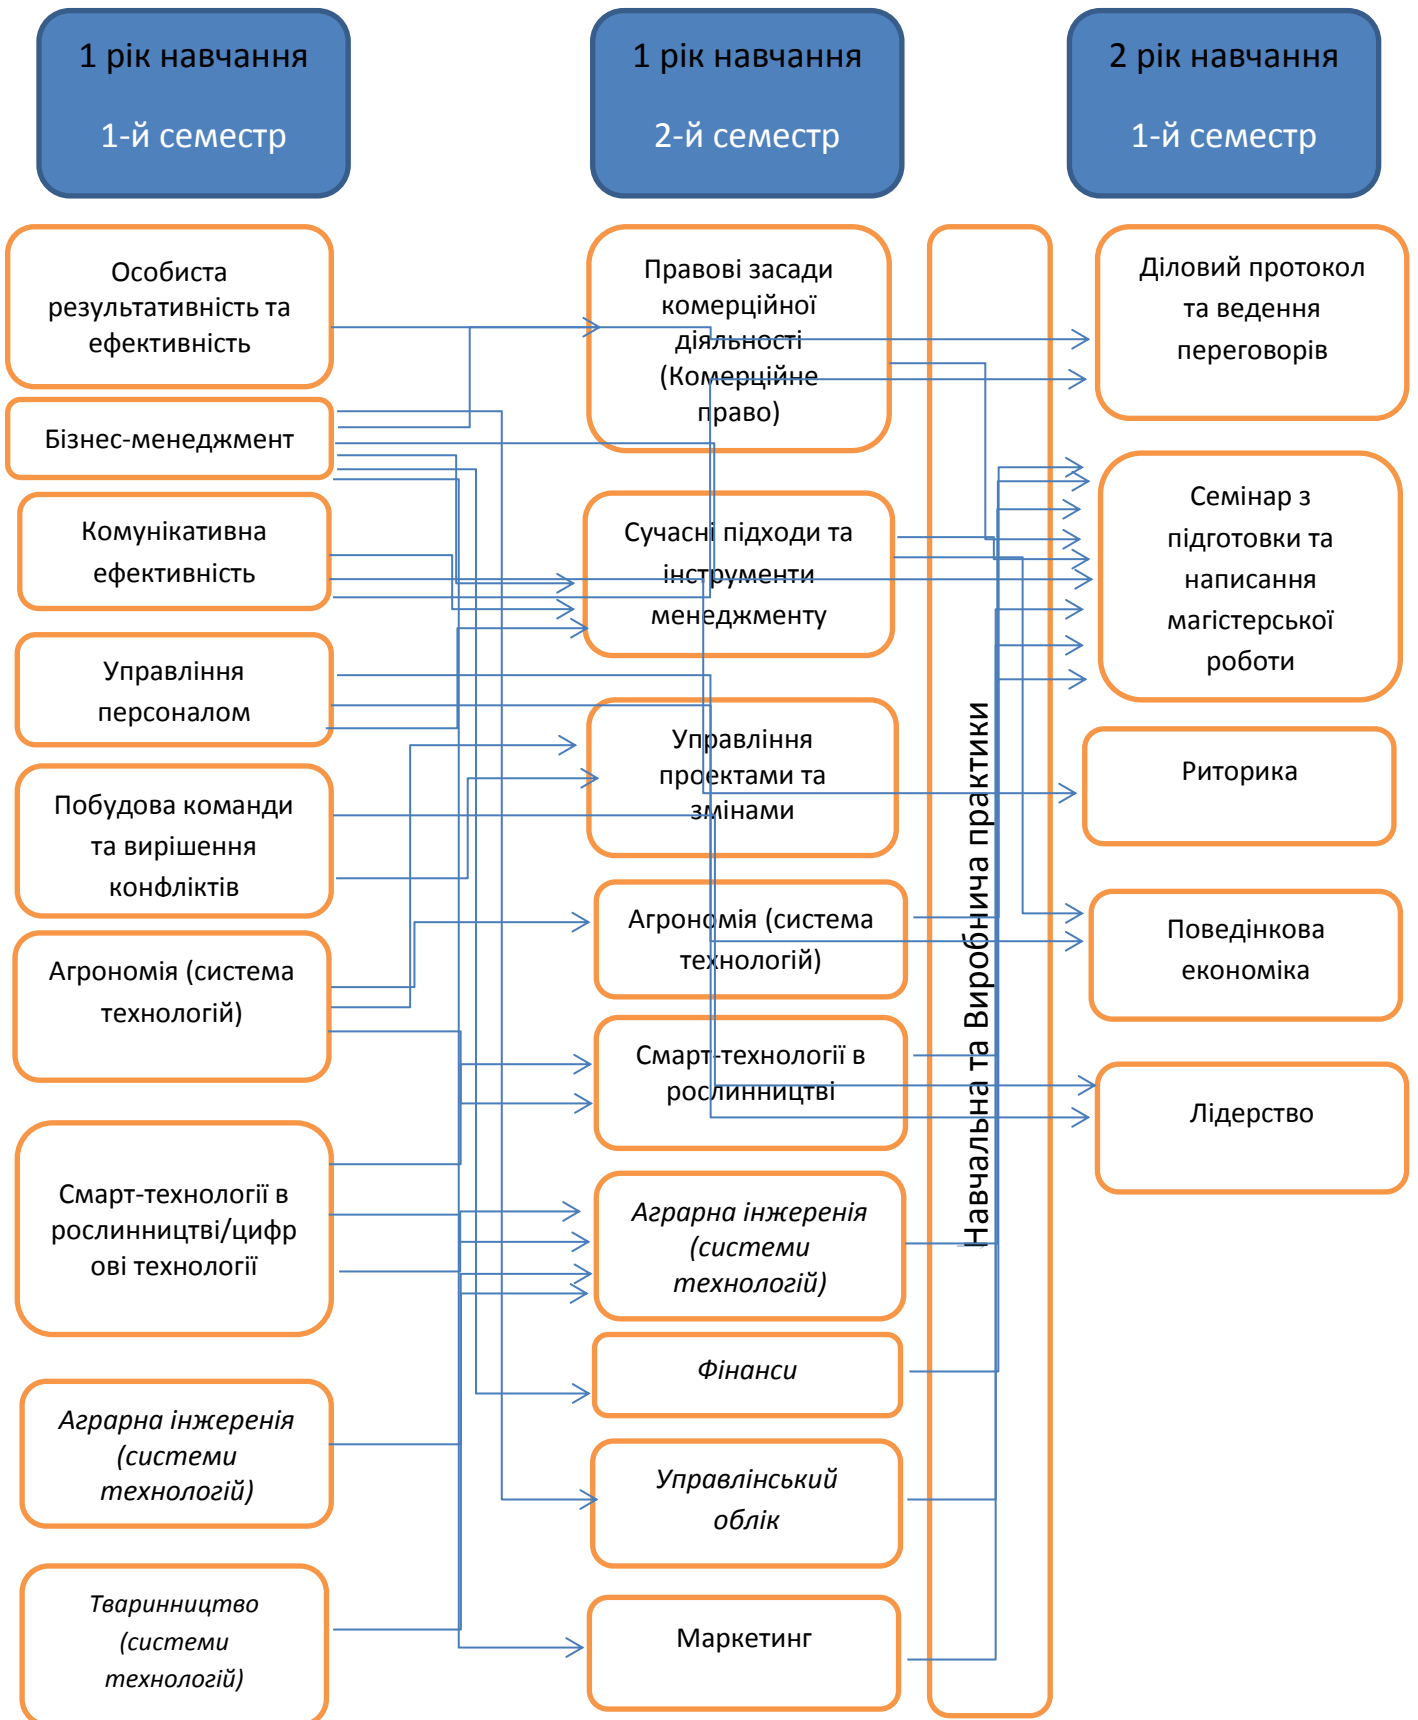 1 рік навчання
1-й семестр
1 рік навчання
2-й семестр
2 рік навчання
1-й семестр
Особиста
результативність та
ефективність
Бізнес-менеджмент
Комунікативна
ефективність
Управління
персоналом
Побудова команди
та вирішення
конфліктів
Агрономія (система
технологій)
Смарт-технології в
рослинництві/цифр
ові технології
Аграрна інжеренія
(системи
технологій)
Тваринництво
(системи
технологій)
Правові засади
комерційної
діяльності
(Комерційне
право)
Сучасні підходи та
інструменти
менеджменту
Управління
проектами та
змінами
Агрономія (система
технологій)
Смарт-технології в
рослинництві
Аграрна інжеренія
(системи
технологій)
Фінанси
Управлінський
облік
Маркетинг
Навчальна та Виробнича практики
Діловий протокол
та ведення
переговорів
Семінар з
підготовки та
написання
магістерської
роботи
Риторика
Поведінкова
економіка
Лідерство